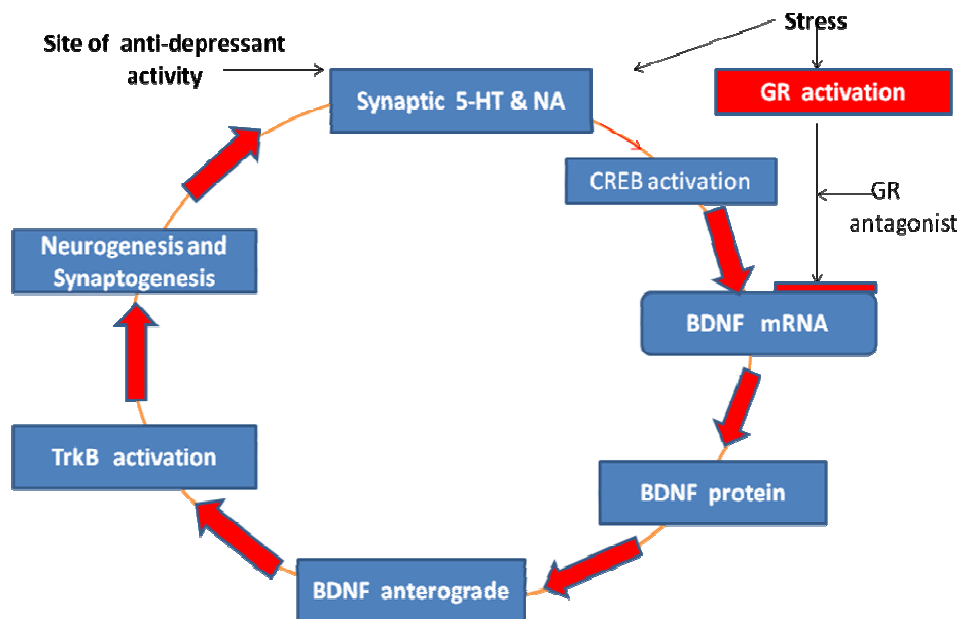 Stress
Site of anti-depressant
activity
Synaptic 5-HT & NA
GR activation
CREB activation
GR
antagonist
Neurogenesis and
Synaptogenesis
BDNF mRNA
TrkB activation
BDNF protein
BDNF anterograde